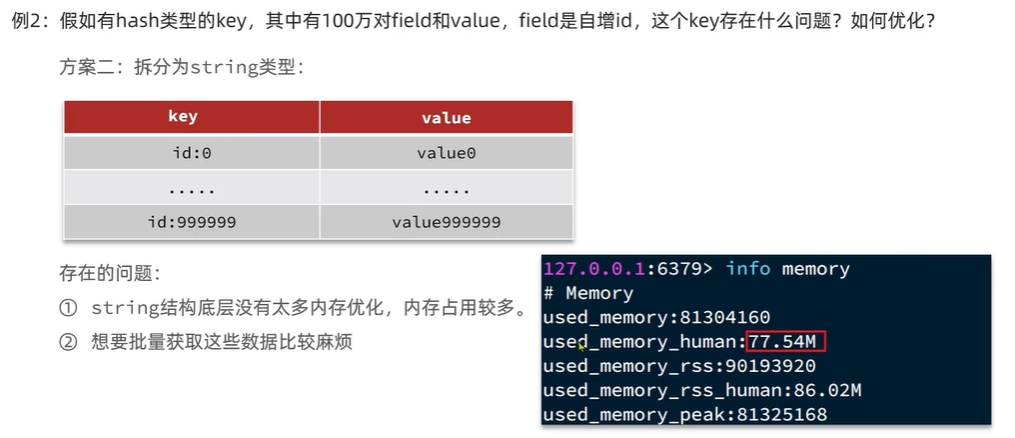 例2：假如有hash类型的key，其中有100万对field和value，field是自增id，这个key存在什么问题？如何优化？
方案二：拆分为string类型：
key value
id:0 value0
..... .....
id:999999 value999999
存在的问题：
① string结构底层没有太多内存优化，内存占用较多。
② 想要批量获取这些数据比较麻烦
127.0.0.1:6379> info memory
# Memory
used_memory:81304160
used_memory_human:77.54M
used_memory_rss:90193920
used_memory_rss_human:86.02M
used_memory_peak:81325168